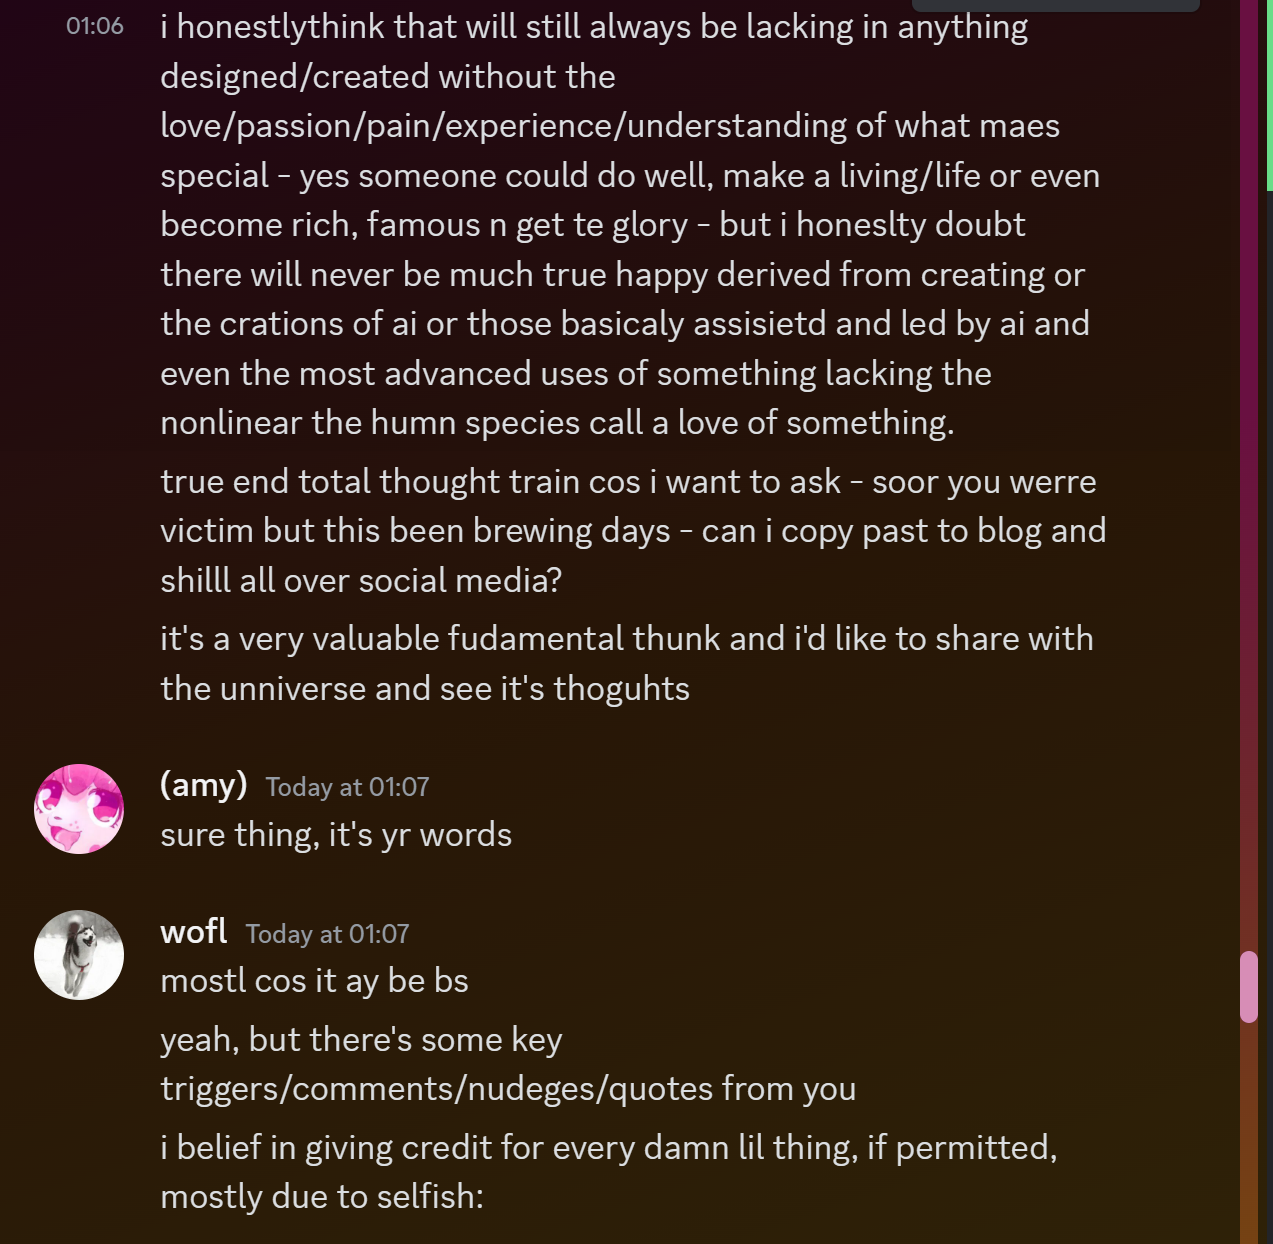 01:06 i honestlythink that will still always be lacking in anything
designed/created without the
love/passion/pain/experience/understanding of what maes
special - yes someone could do well, make a living/life or even
become rich, famous n get te glory - but i honeslty doubt
there will never be much true happy derived from creating or
the crations of ai or those basicaly assisietd and led by ai and
even the most advanced uses of something lacking the
nonlinear the humn species call a love of something.
true end total thought train cos i want to ask - soor you werre
victim but this been brewing days - can i copy past to blog and
shilll all over social media?
it's a very valuable fudamental thunk and i'd like to share with
the unniverse and see it's thoguhts
(amy) Today at 01:07
sure thing, it's yr words
wofl Today at 01:07
mostl cos it ay be bs
yeah, but there's some key
triggers/comments/nudeges/quotes from you
i belief in giving credit for every damn lil thing, if permitted,
mostly due to selfish: